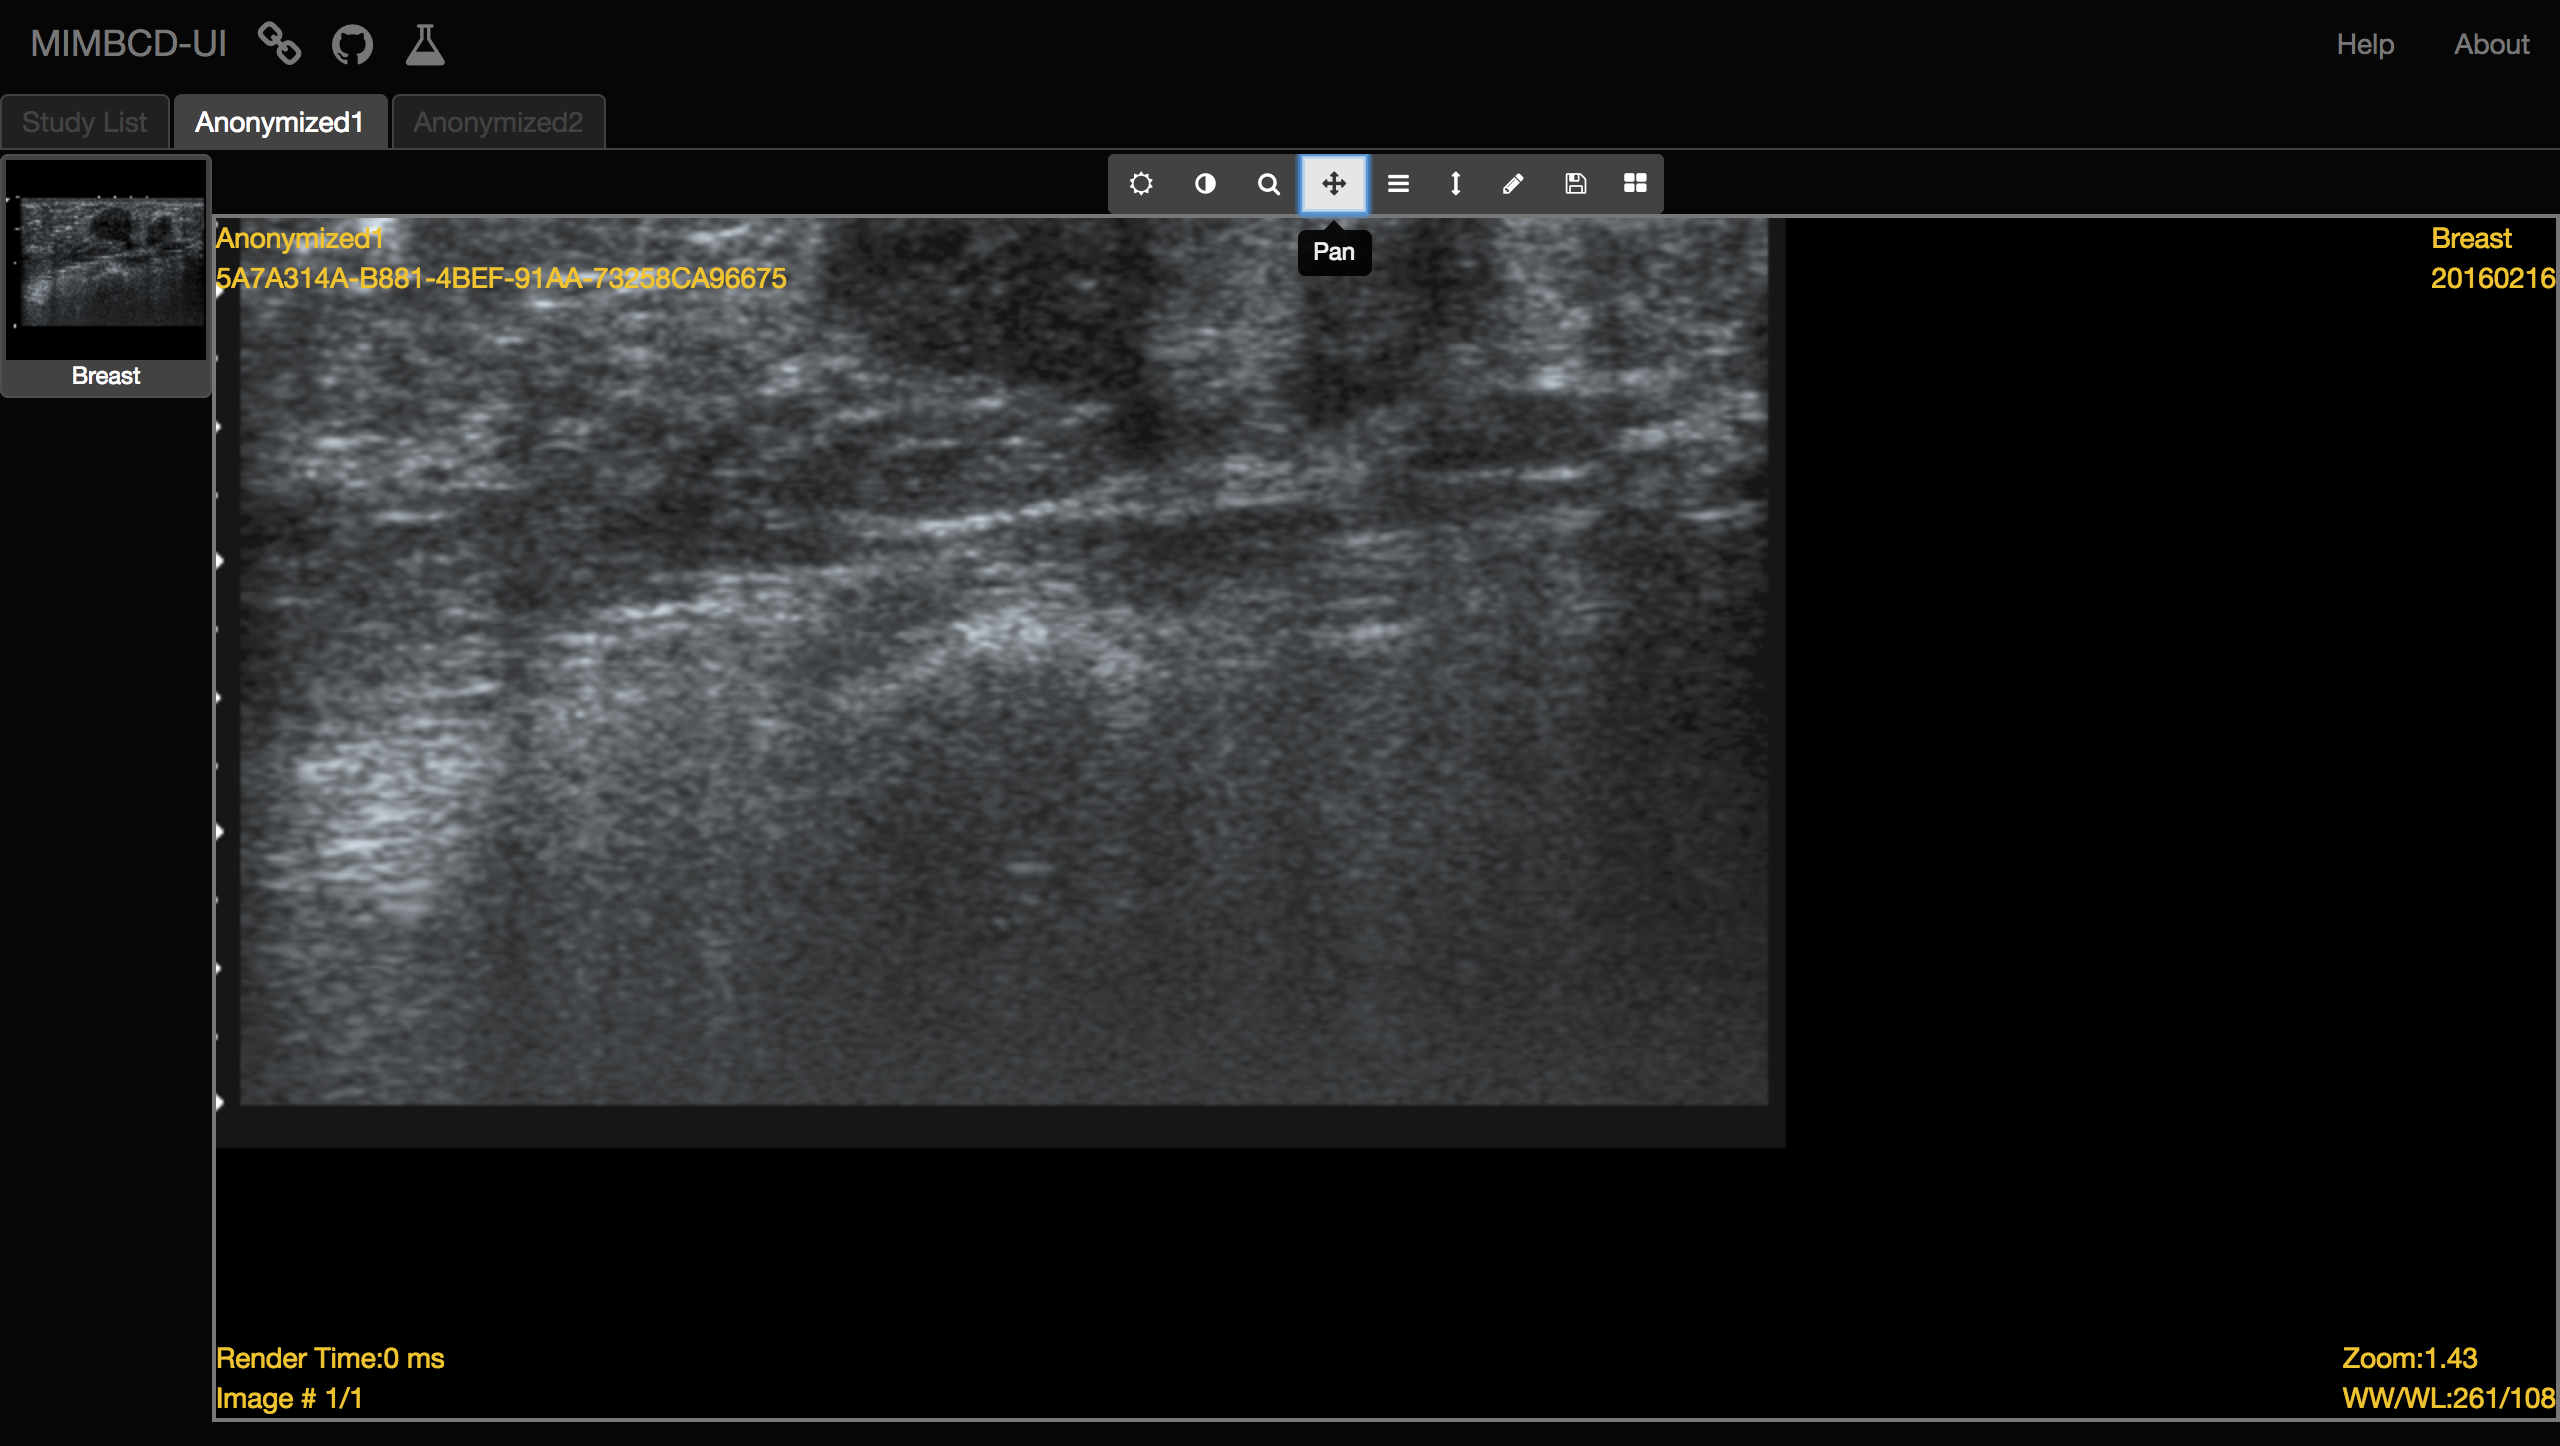 MIMBCD-UI
Help About
Study List Anonymized1 Anonymized2
Pan
Anonymized1
5A7A314A-B881-4BEF-91AA-73258CA96675
Breast
20160216
Breast
Render Time:0 ms
Image # 1/1
Zoom:1.43
WW/WL:261/108